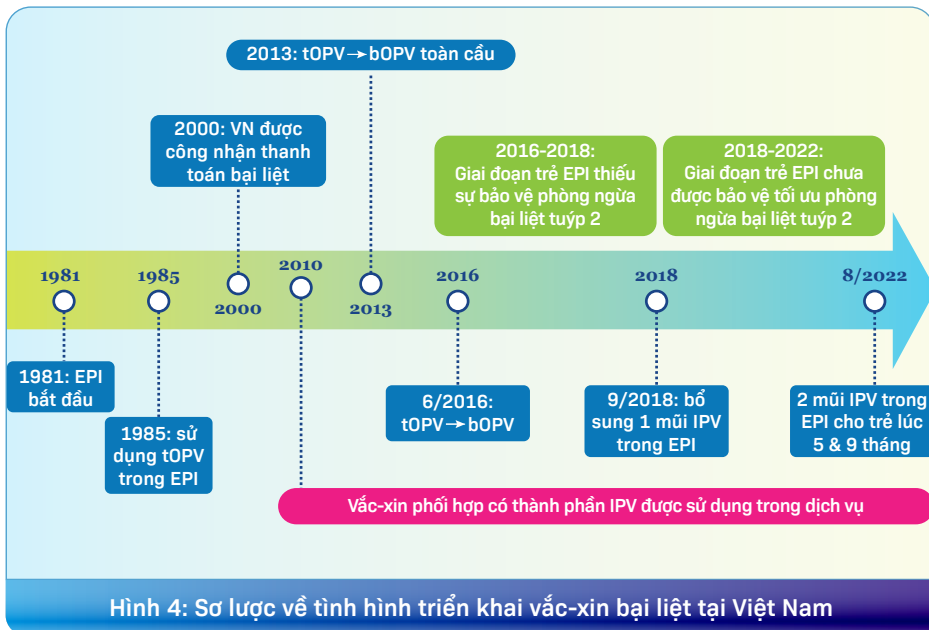 2013: tOPV→bOPV toàn cầu
2000: VN được
công nhận thanh
toán bại liệt
2016-2018:
Giai đoạn trẻ EPI thiếu
sự bảo vệ phòng ngừa
bại liệt tuýp 2
2018-2022:
Giai đoạn trẻ EPI chưa
được bảo vệ tối ưu phòng
ngừa bại liệt tuýp 2
1981
1985
2000
2010
2013
2016
2018
8/2022
1981: EPI
bắt đầu
1985: sử
dụng tOPV
trong EPI
6/2016:
tOPV→bOPV
9/2018: bổ
sung 1 mũi IPV
trong EPI
2 mũi IPV trong
EPI cho trẻ lúc
5 & 9 tháng
Vắc-xin phối hợp có thành phần IPV được sử dụng trong dịch vụ
Hình 4: Sơ lược về tình hình triển khai vắc-xin bại liệt tại Việt Nam